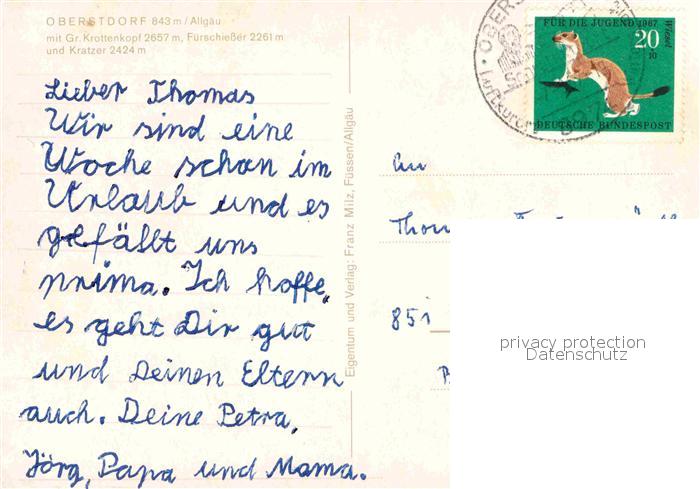 OBERSTDORF 843 m / Allgäu
mit Gr. Krottenkopf 2657 m, Fürschießer 2261 m
und Kratzer 2424 m
Lieber Thomas
Wir sind eine
Woche schon im
Urlaub und es
gefällt uns
prima. Ich hoffe,
es geht Dir gut
und Deinen Eltern
auch. Deine Petra,
Jörg, Papa und Mama.
Eigentum und Verlag: Franz Milz, Füssen/Allgäu
FÜR DIE JUGEND 1967
Wiesel
20
10
DEUTSCHE BUNDESPOST
An
851
privacy protection
Datenschutz